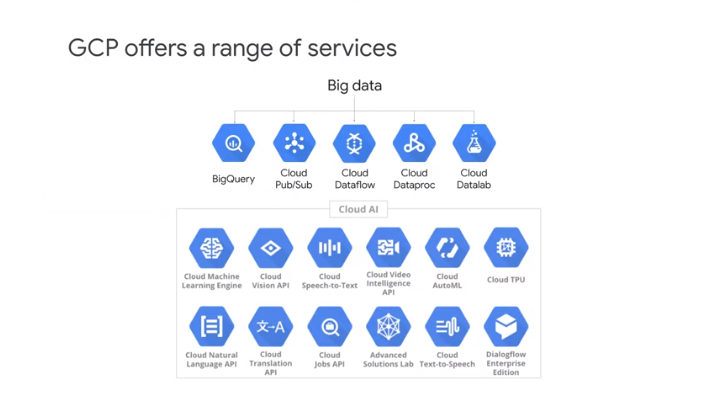 GCP offers a range of services
Big data
BigQuery
Cloud
Pub/Sub
Cloud
Dataflow
Cloud
Dataproc
Cloud
Datalab
Cloud AI
Cloud Machine
Learning Engine
Cloud
Vision API
Cloud
Speech-to-Text
Cloud Video
Intelligence
API
Cloud
AutoML
Cloud TPU
文→A
Cloud Natural
Language API
Cloud
Translation
API
Cloud
Jobs API
Advanced
Solutions Lab
Cloud
Text-to-Speech
Dialogflow
Enterprise
Edition